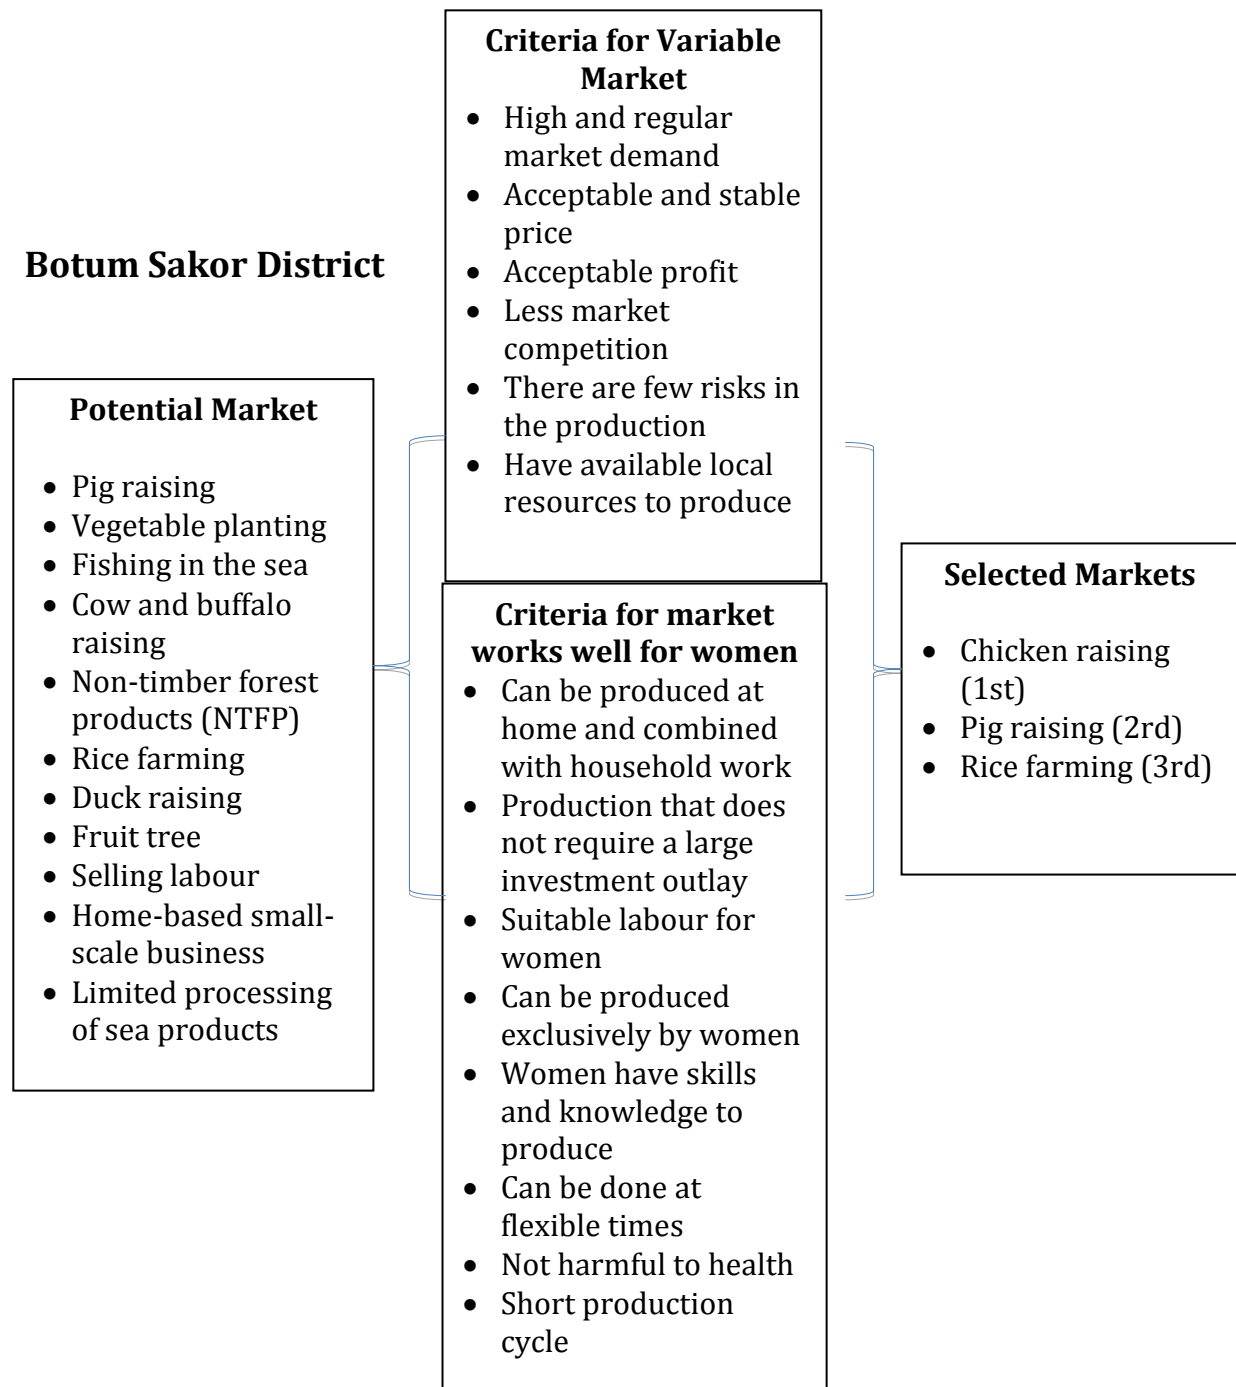 Botum Sakor District
Potential Market
• Pig raising
• Vegetable planting
• Fishing in the sea
• Cow and buffalo
raising
• Non-timber forest
products (NTFP)
• Rice farming
• Duck raising
• Fruit tree
• Selling labour
• Home-based small-
scale business
• Limited processing
of sea products
Criteria for Variable
Market
• High and regular
market demand
• Acceptable and stable
price
• Acceptable profit
• Less market
competition
• There are few risks in
the production
• Have available local
resources to produce
Criteria for market
works well for women
• Can be produced at
home and combined
with household work
• Production that does
not require a large
investment outlay
• Suitable labour for
women
• Can be produced
exclusively by women
• Women have skills
and knowledge to
produce
• Can be done at
flexible times
• Not harmful to health
• Short production
cycle
Selected Markets
• Chicken raising
(1st)
• Pig raising (2rd)
• Rice farming (3rd)